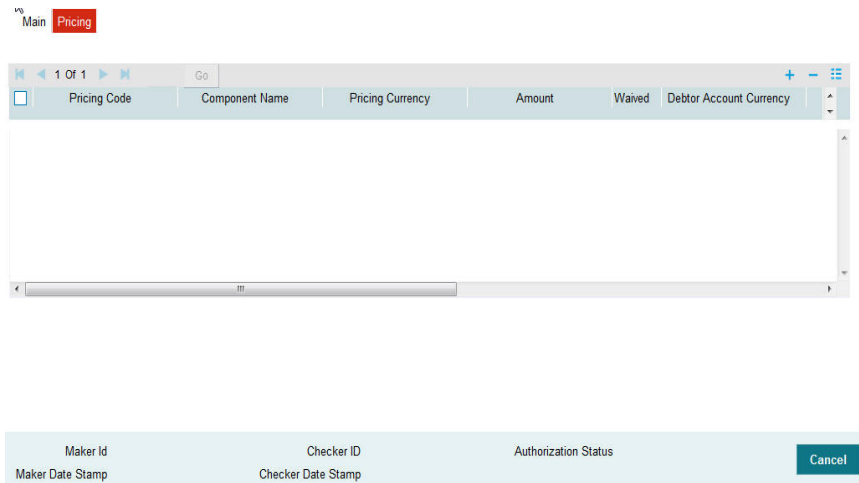 Main Pricing
1 Of 1 Go
Pricing Code Component Name Pricing Currency Amount Waived Debtor Account Currency
Maker Id Checker ID Authorization Status
Cancel
Maker Date Stamp Checker Date Stamp